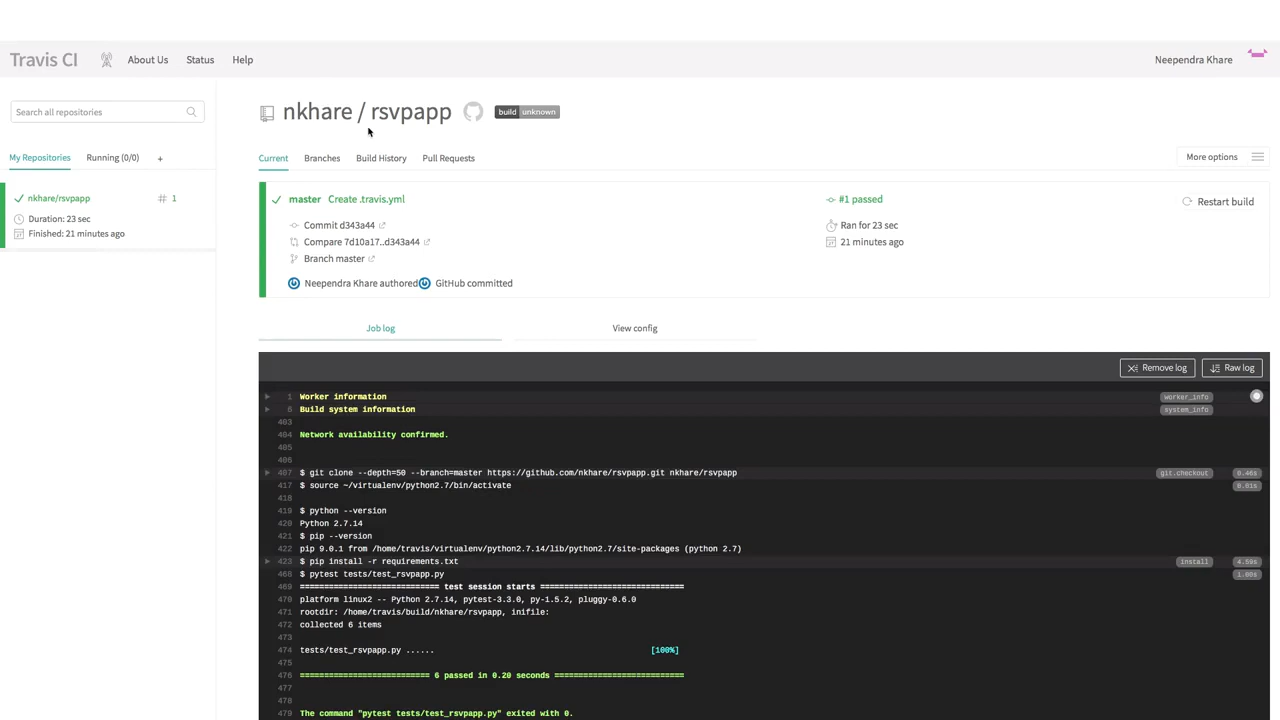 Travis CI
About Us
Status
Help
Neependra Khare
Search all repositories
nkhare / rsvpapp
build unknown
My Repositories
Running (0/0)
+
Current
Branches
Build History
Pull Requests
More options
nkhare/rsvpapp
# 1
Duration: 23 sec
Finished: 21 minutes ago
master Create .travis.yml
#1 passed
Restart build
Commit d343a44
Ran for 23 sec
Compare 7d10a17..d343a44
21 minutes ago
Branch master
Neependra Khare authored
GitHub committed
Job log
View config
Remove log
Raw log
1 Worker information worker_info
6 Build system information system_info
403
404 Network availability confirmed.
405
406
407 $ git clone --depth=50 --branch=master https://github.com/nkhare/rsvpapp.git nkhare/rsvpapp git.checkout 0.46s
417 $ source ~/virtualenv/python2.7/bin/activate 0.01s
418
419 $ python --version
420 Python 2.7.14
421 $ pip --version
422 pip 9.0.1 from /home/travis/virtualenv/python2.7.14/lib/python2.7/site-packages (python 2.7)
423 $ pip install -r requirements.txt install 4.59s
468 $ pytest tests/test_rsvpapp.py 1.80s
469 ============================= test session starts ==============================
470 platform linux2 -- Python 2.7.14, pytest-3.3.0, py-1.5.2, pluggy-0.6.0
471 rootdir: /home/travis/build/nkhare/rsvpapp, inifile:
472 collected 6 items
473
474 tests/test_rsvpapp.py ...... [100%]
475
476 =========================== 6 passed in 0.20 seconds ===========================
477
478
479 The command "pytest tests/test_rsvpapp.py" exited with 0.